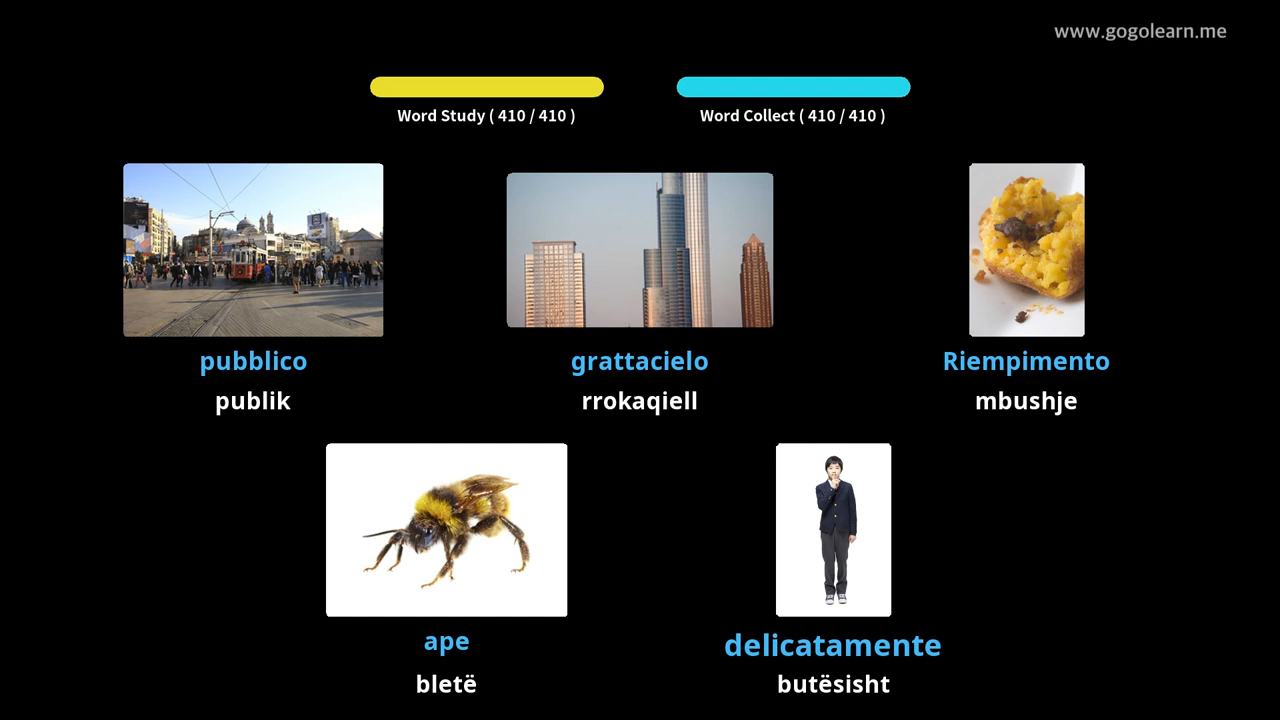 www.gogolearn.me
Word Study ( 410 / 410 )
Word Collect ( 410 / 410 )
pubblico
grattacielo
Riempimento
publik
rrokaqiell
mbushje
ape
delicatamente
bletë
butësisht